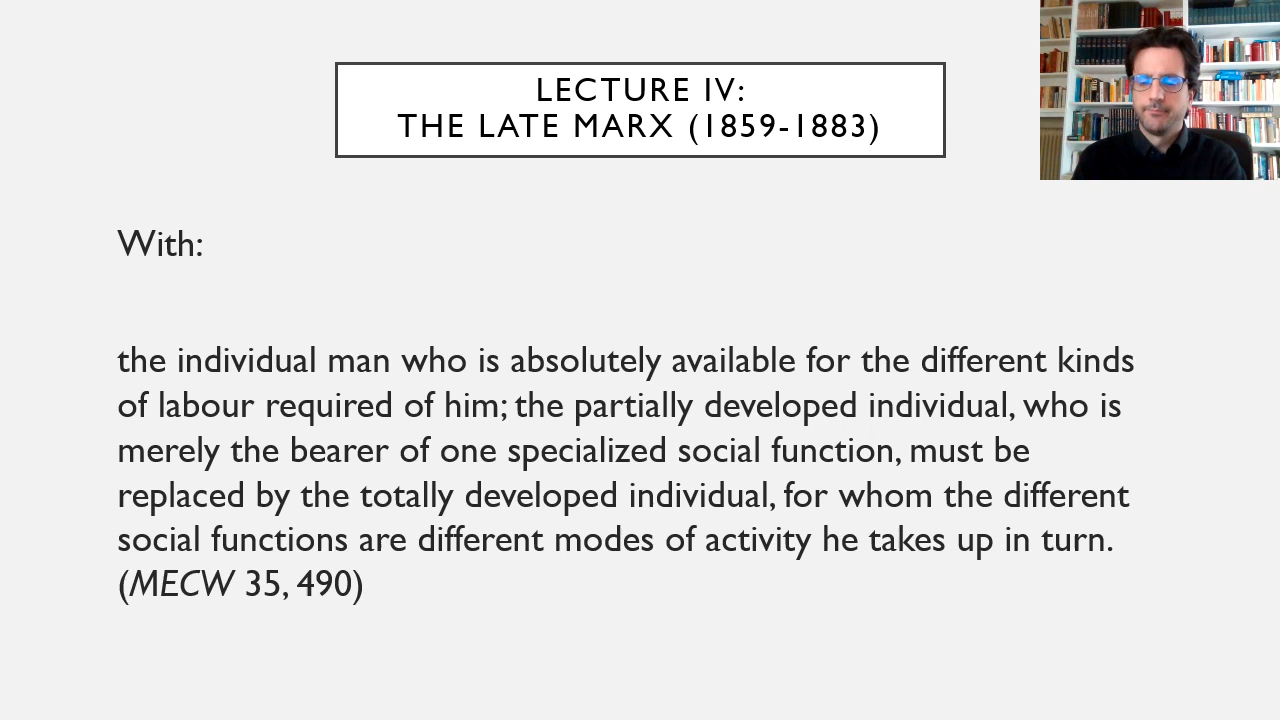 LECTURE IV:
THE LATE MARX (1859-1883)
With:
the individual man who is absolutely available for the different kinds
of labour required of him; the partially developed individual, who is
merely the bearer of one specialized social function, must be
replaced by the totally developed individual, for whom the different
social functions are different modes of activity he takes up in turn.
(MECW 35, 490)